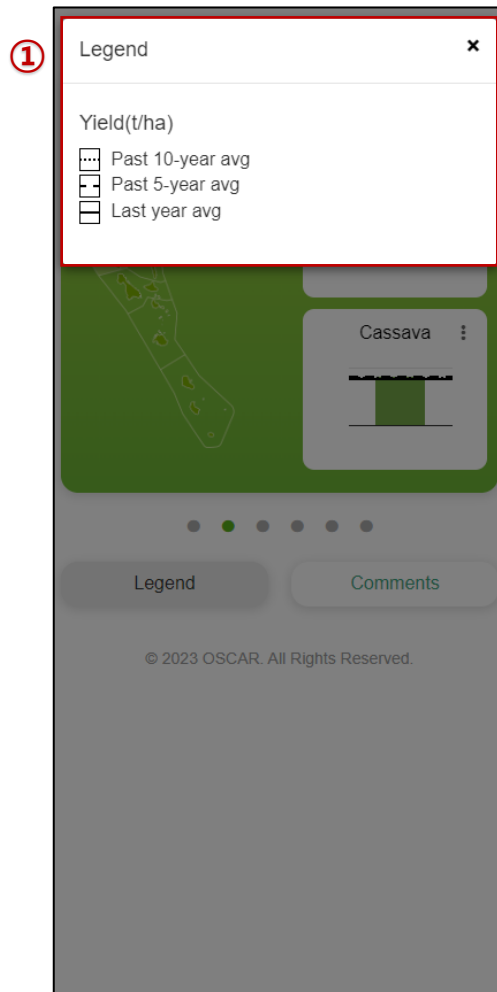 ①
Legend ×
Yield(t/ha)
Past 10-year avg
Past 5-year avg
Last year avg
Cassava
Legend Comments
© 2023 OSCAR. All Rights Reserved.